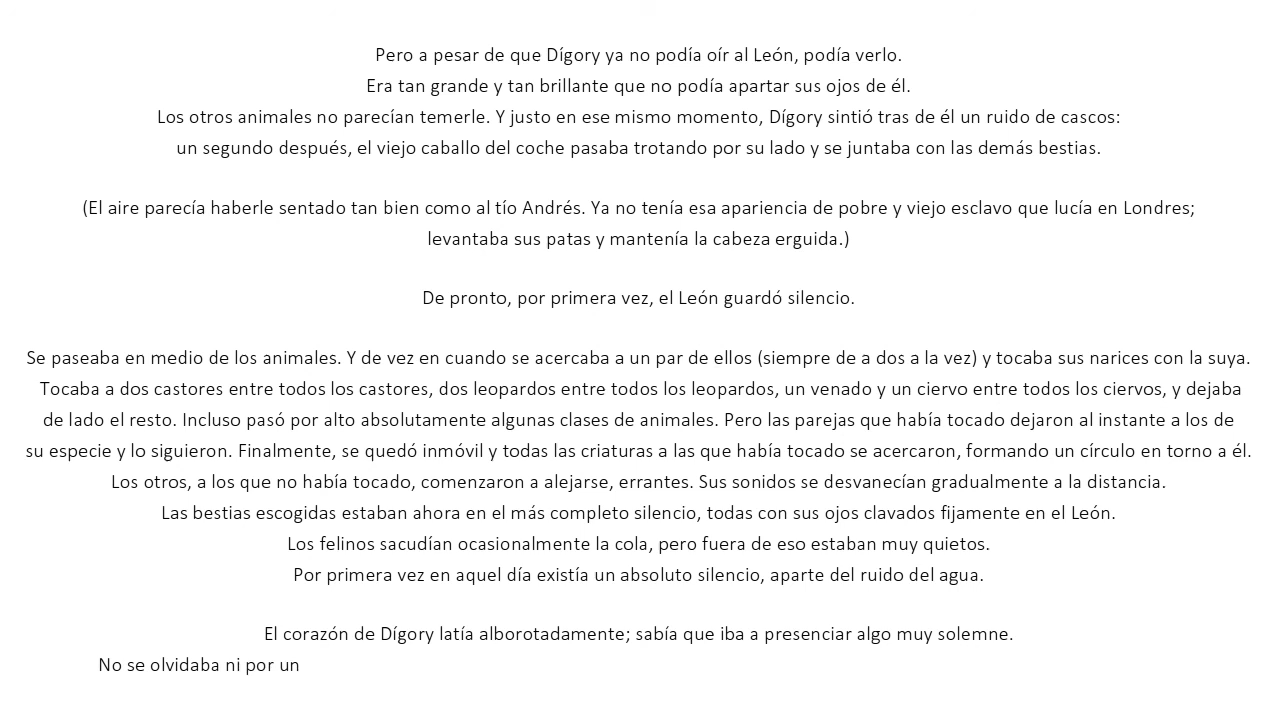 Pero a pesar de que Dígory ya no podía oír al León, podía verlo.
Era tan grande y tan brillante que no podía apartar sus ojos de él.
Los otros animales no parecían temerle. Y justo en ese mismo momento, Dígory sintió tras de él un ruido de cascos:
un segundo después, el viejo caballo del coche pasaba trotando por su lado y se juntaba con las demás bestias.
(El aire parecía haberle sentado tan bien como al tío Andrés. Ya no tenía esa apariencia de pobre y viejo esclavo que lucía en Londres;
levantaba sus patas y mantenía la cabeza erguida.)
De pronto, por primera vez, el León guardó silencio.
Se paseaba en medio de los animales. Y de vez en cuando se acercaba a un par de ellos (siempre de a dos a la vez) y tocaba sus narices con la suya.
Tocaba a dos castores entre todos los castores, dos leopardos entre todos los leopardos, un venado y un ciervo entre todos los ciervos, y dejaba
de lado el resto. Incluso pasó por alto absolutamente algunas clases de animales. Pero las parejas que había tocado dejaron al instante a los de
su especie y lo siguieron. Finalmente, se quedó inmóvil y todas las criaturas a las que había tocado se acercaron, formando un círculo en torno a él.
Los otros, a los que no había tocado, comenzaron a alejarse, errantes. Sus sonidos se desvanecían gradualmente a la distancia.
Las bestias escogidas estaban ahora en el más completo silencio, todas con sus ojos clavados fijamente en el León.
Los felinos sacudían ocasionalmente la cola, pero fuera de eso estaban muy quietos.
Por primera vez en aquel día existía un absoluto silencio, aparte del ruido del agua.
El corazón de Dígory latía alborotadamente; sabía que iba a presenciar algo muy solemne.
No se olvidaba ni por un